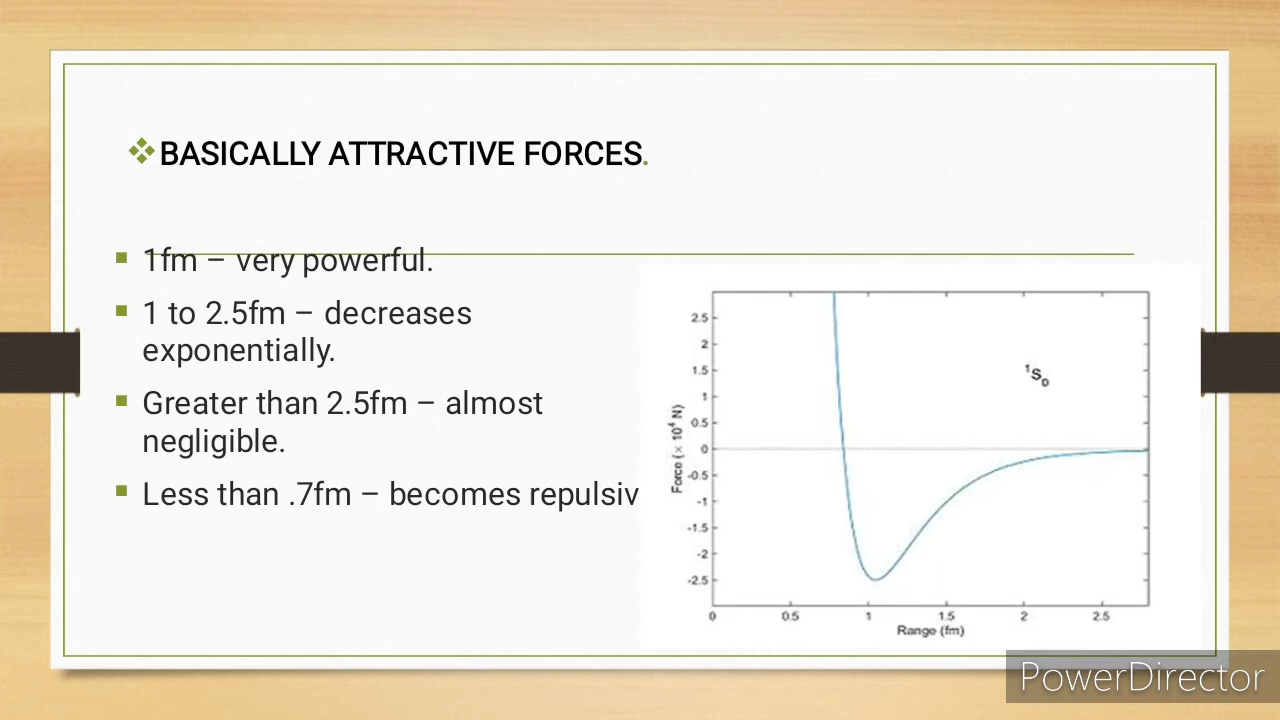 ❖BASICALLY ATTRACTIVE FORCES.
▪ 1fm – very powerful.
▪ 1 to 2.5fm – decreases
exponentially.
▪ Greater than 2.5fm – almost
negligible.
▪ Less than .7fm – becomes repulsiv
2.5
2
1.5
1
0.5
0
-0.5
-1
-1.5
-2
-2.5
Force (× 10⁴ N)
¹S₀
0 0.5 1 1.5 2 2.5
Range (fm)
PowerDirector